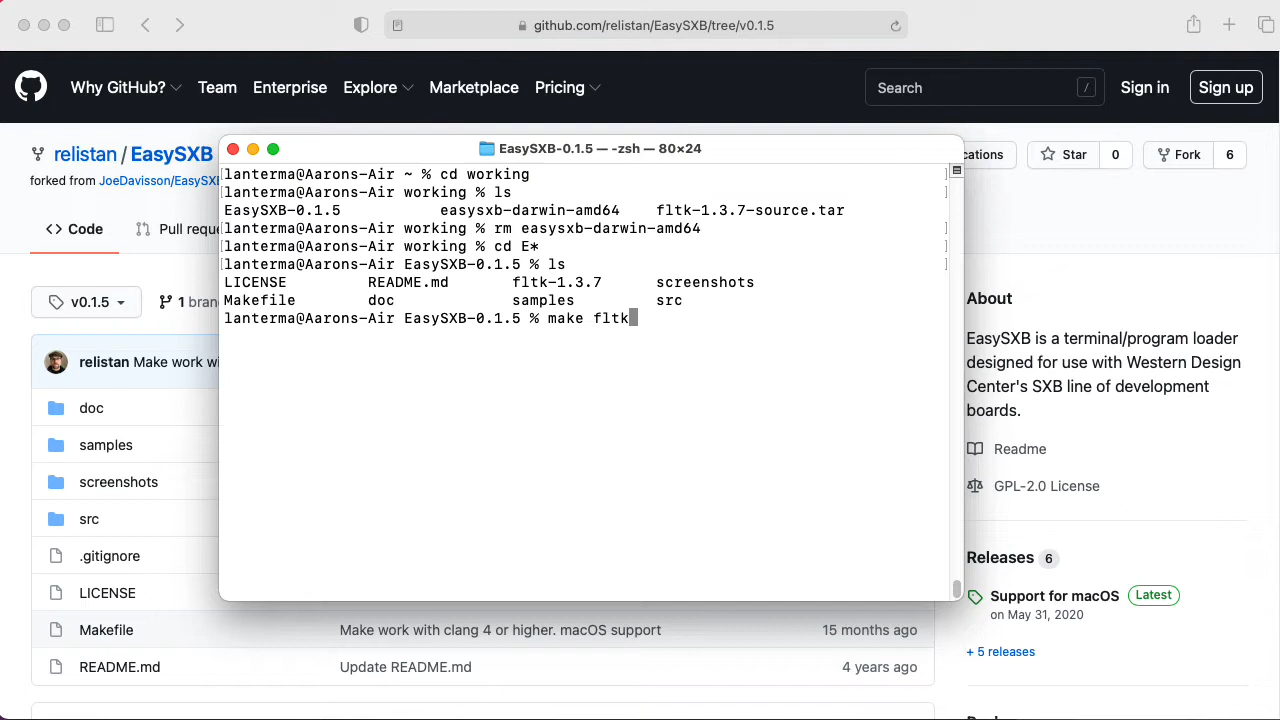 github.com/relistan/EasySXB/tree/v0.1.5
Why GitHub? Team Enterprise Explore Marketplace Pricing Search / Sign in Sign up
relistan / EasySXB
forked from JoeDavisson/EasySX
cations Star 0 Fork 6
<> Code Pull reque
v0.1.5 1 bran
relistan Make work wi
doc
samples
screenshots
src
.gitignore
LICENSE
Makefile Make work with clang 4 or higher. macOS support 15 months ago
README.md Update README.md 4 years ago
EasySXB-0.1.5 — -zsh — 80×24
[lanterma@Aarons-Air ~ % cd working ]
[lanterma@Aarons-Air working % ls ]
EasySXB-0.1.5 easysxb-darwin-amd64 fltk-1.3.7-source.tar
[lanterma@Aarons-Air working % rm easysxb-darwin-amd64 ]
[lanterma@Aarons-Air working % cd E* ]
[lanterma@Aarons-Air EasySXB-0.1.5 % ls ]
LICENSE README.md fltk-1.3.7 screenshots
Makefile doc samples src
lanterma@Aarons-Air EasySXB-0.1.5 % make fltk
About
EasySXB is a terminal/program loader
designed for use with Western Design
Center's SXB line of development
boards.
Readme
GPL-2.0 License
Releases 6
Support for macOS Latest
on May 31, 2020
+ 5 releases